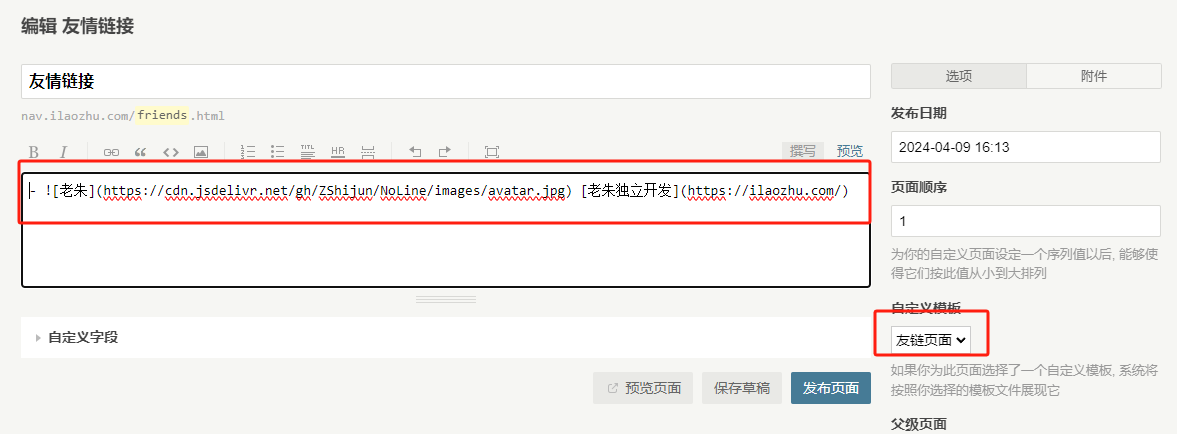 编辑 友情链接
友情链接
nav.ilaozhu.com/friends.html
B I TITL HR 撰写 预览
- ![老朱](https://cdn.jsdelivr.net/gh/ZShijun/NoLine/images/avatar.jpg) [老朱独立开发](https://ilaozhu.com/)
自定义字段
预览页面 保存草稿 发布页面
选项 附件
发布日期
2024-04-09 16:13
页面顺序
1
为你的自定义页面设定一个序列值以后, 能够使
得它们按此值从小到大排列
自定义模板
友链页面
如果你为此页面选择了一个自定义模板, 系统将
按照你选择的模板文件展现它
父级页面